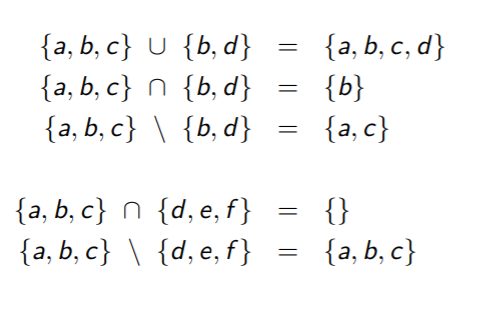 {a, b, c} ∪ {b, d} = {a, b, c, d}
{a, b, c} ∩ {b, d} = {b}
{a, b, c} \ {b, d} = {a, c}
{a, b, c} ∩ {d, e, f} = {}
{a, b, c} \ {d, e, f} = {a, b, c}